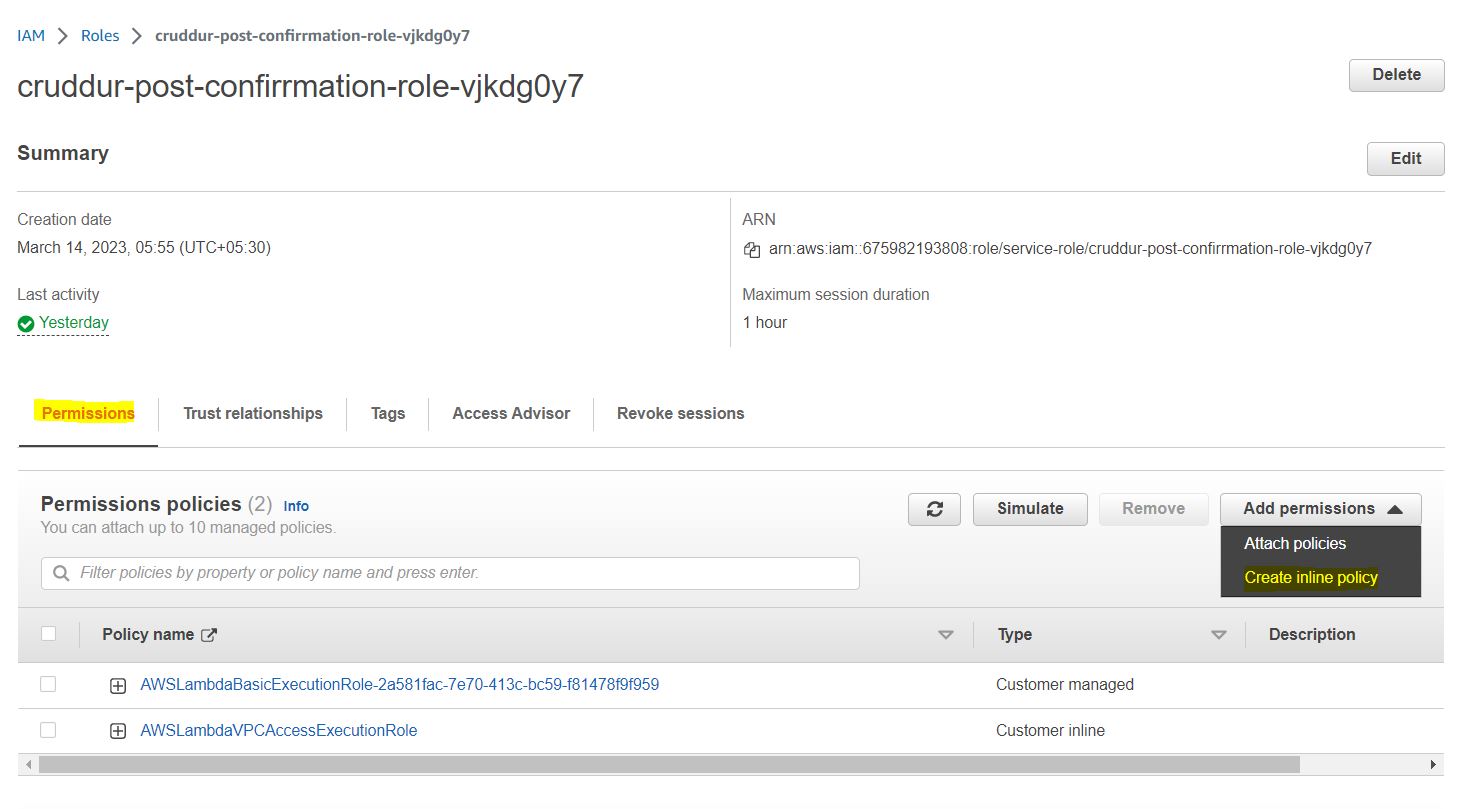 IAM > Roles > cruddur-post-confirrmation-role-vjkdg0y7
cruddur-post-confirrmation-role-vjkdg0y7
Delete
Summary
Edit
Creation date
March 14, 2023, 05:55 (UTC+05:30)
ARN
arn:aws:iam::675982193808:role/service-role/cruddur-post-confirrmation-role-vjkdg0y7
Last activity
Yesterday
Maximum session duration
1 hour
Permissions
Trust relationships
Tags
Access Advisor
Revoke sessions
Permissions policies (2) Info
You can attach up to 10 managed policies.
Simulate
Remove
Add permissions
Attach policies
Create inline policy
Filter policies by property or policy name and press enter.
Policy name
Type
Description
AWSLambdaBasicExecutionRole-2a581fac-7e70-413c-bc59-f81478f9f959
Customer managed
AWSLambdaVPCAccessExecutionRole
Customer inline